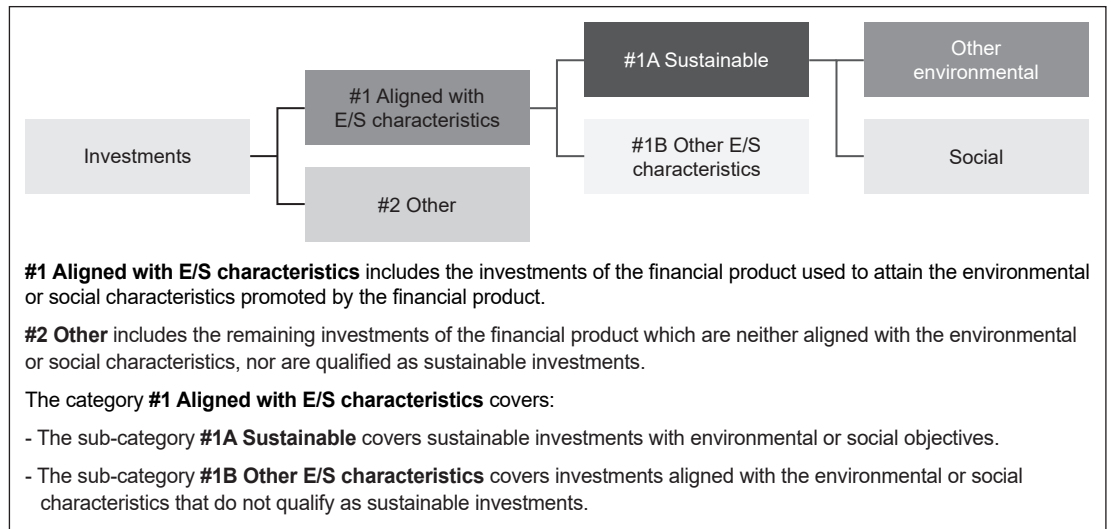 Investments
#1 Aligned with
E/S characteristics
#2 Other
#1A Sustainable
#1B Other E/S
characteristics
Other
environmental
Social
#1 Aligned with E/S characteristics includes the investments of the financial product used to attain the environmental
or social characteristics promoted by the financial product.
#2 Other includes the remaining investments of the financial product which are neither aligned with the environmental
or social characteristics, nor are qualified as sustainable investments.
The category #1 Aligned with E/S characteristics covers:
- The sub-category #1A Sustainable covers sustainable investments with environmental or social objectives.
- The sub-category #1B Other E/S characteristics covers investments aligned with the environmental or social
characteristics that do not qualify as sustainable investments.